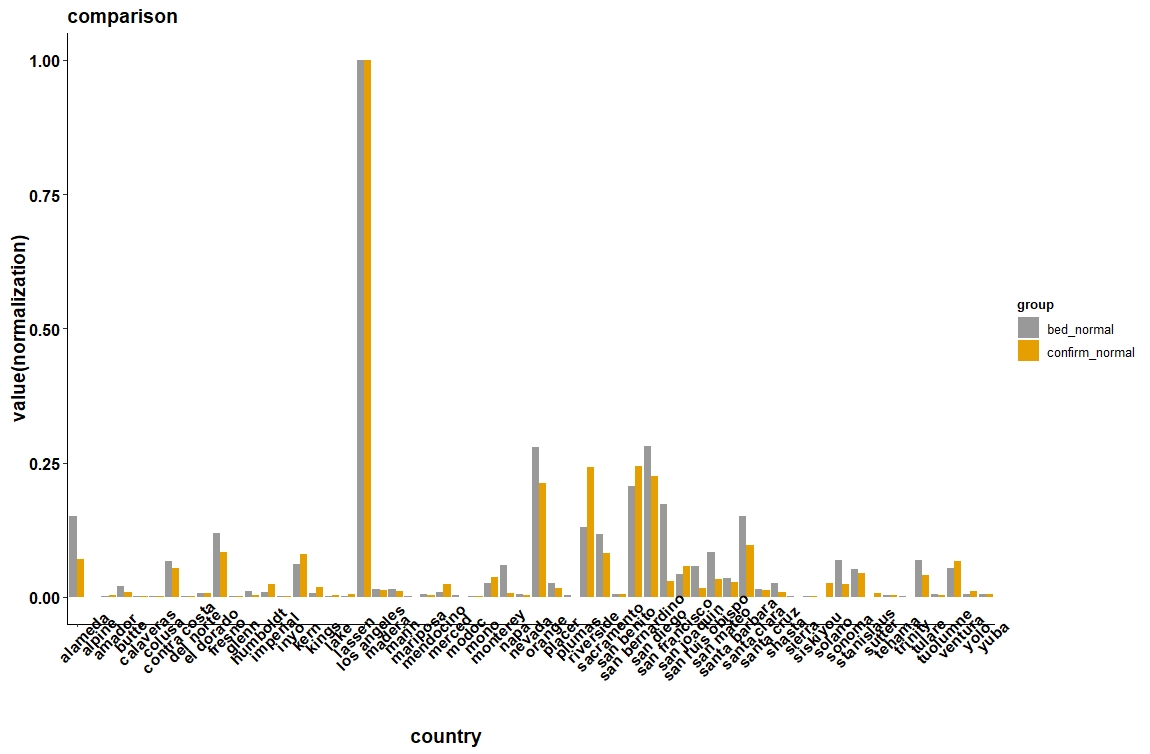 comparison
value(normalization)
1.00
0.75
0.50
0.25
0.00
alameda
alpine
amador
butte
calaveras
colusa
contra costa
del norte
el dorado
fresno
glenn
humboldt
imperial
inyo
kern
kings
lake
lassen
los angeles
madera
marin
mariposa
mendocino
merced
modoc
mono
monterey
napa
nevada
orange
placer
plumas
riverside
sacramento
san benito
san bernardino
san diego
san francisco
san joaquin
san luis obispo
san mateo
santa barbara
santa clara
santa cruz
shasta
sierra
siskiyou
solano
sonoma
stanislaus
sutter
tehama
trinity
tulare
tuolumne
ventura
yolo
yuba
country
group
bed_normal
confirm_normal